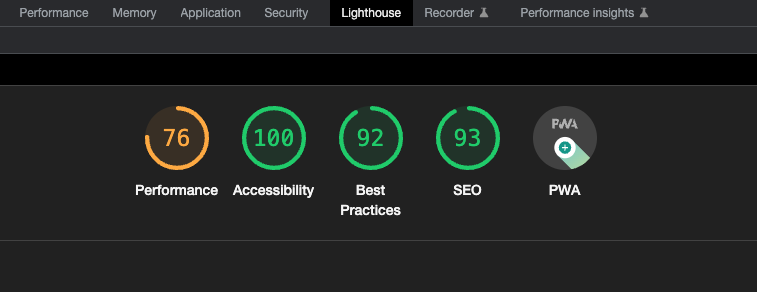 Performance Memory Application Security Lighthouse Recorder Performance insights
76 100 92 93 PWA
Performance Accessibility Best Practices SEO PWA